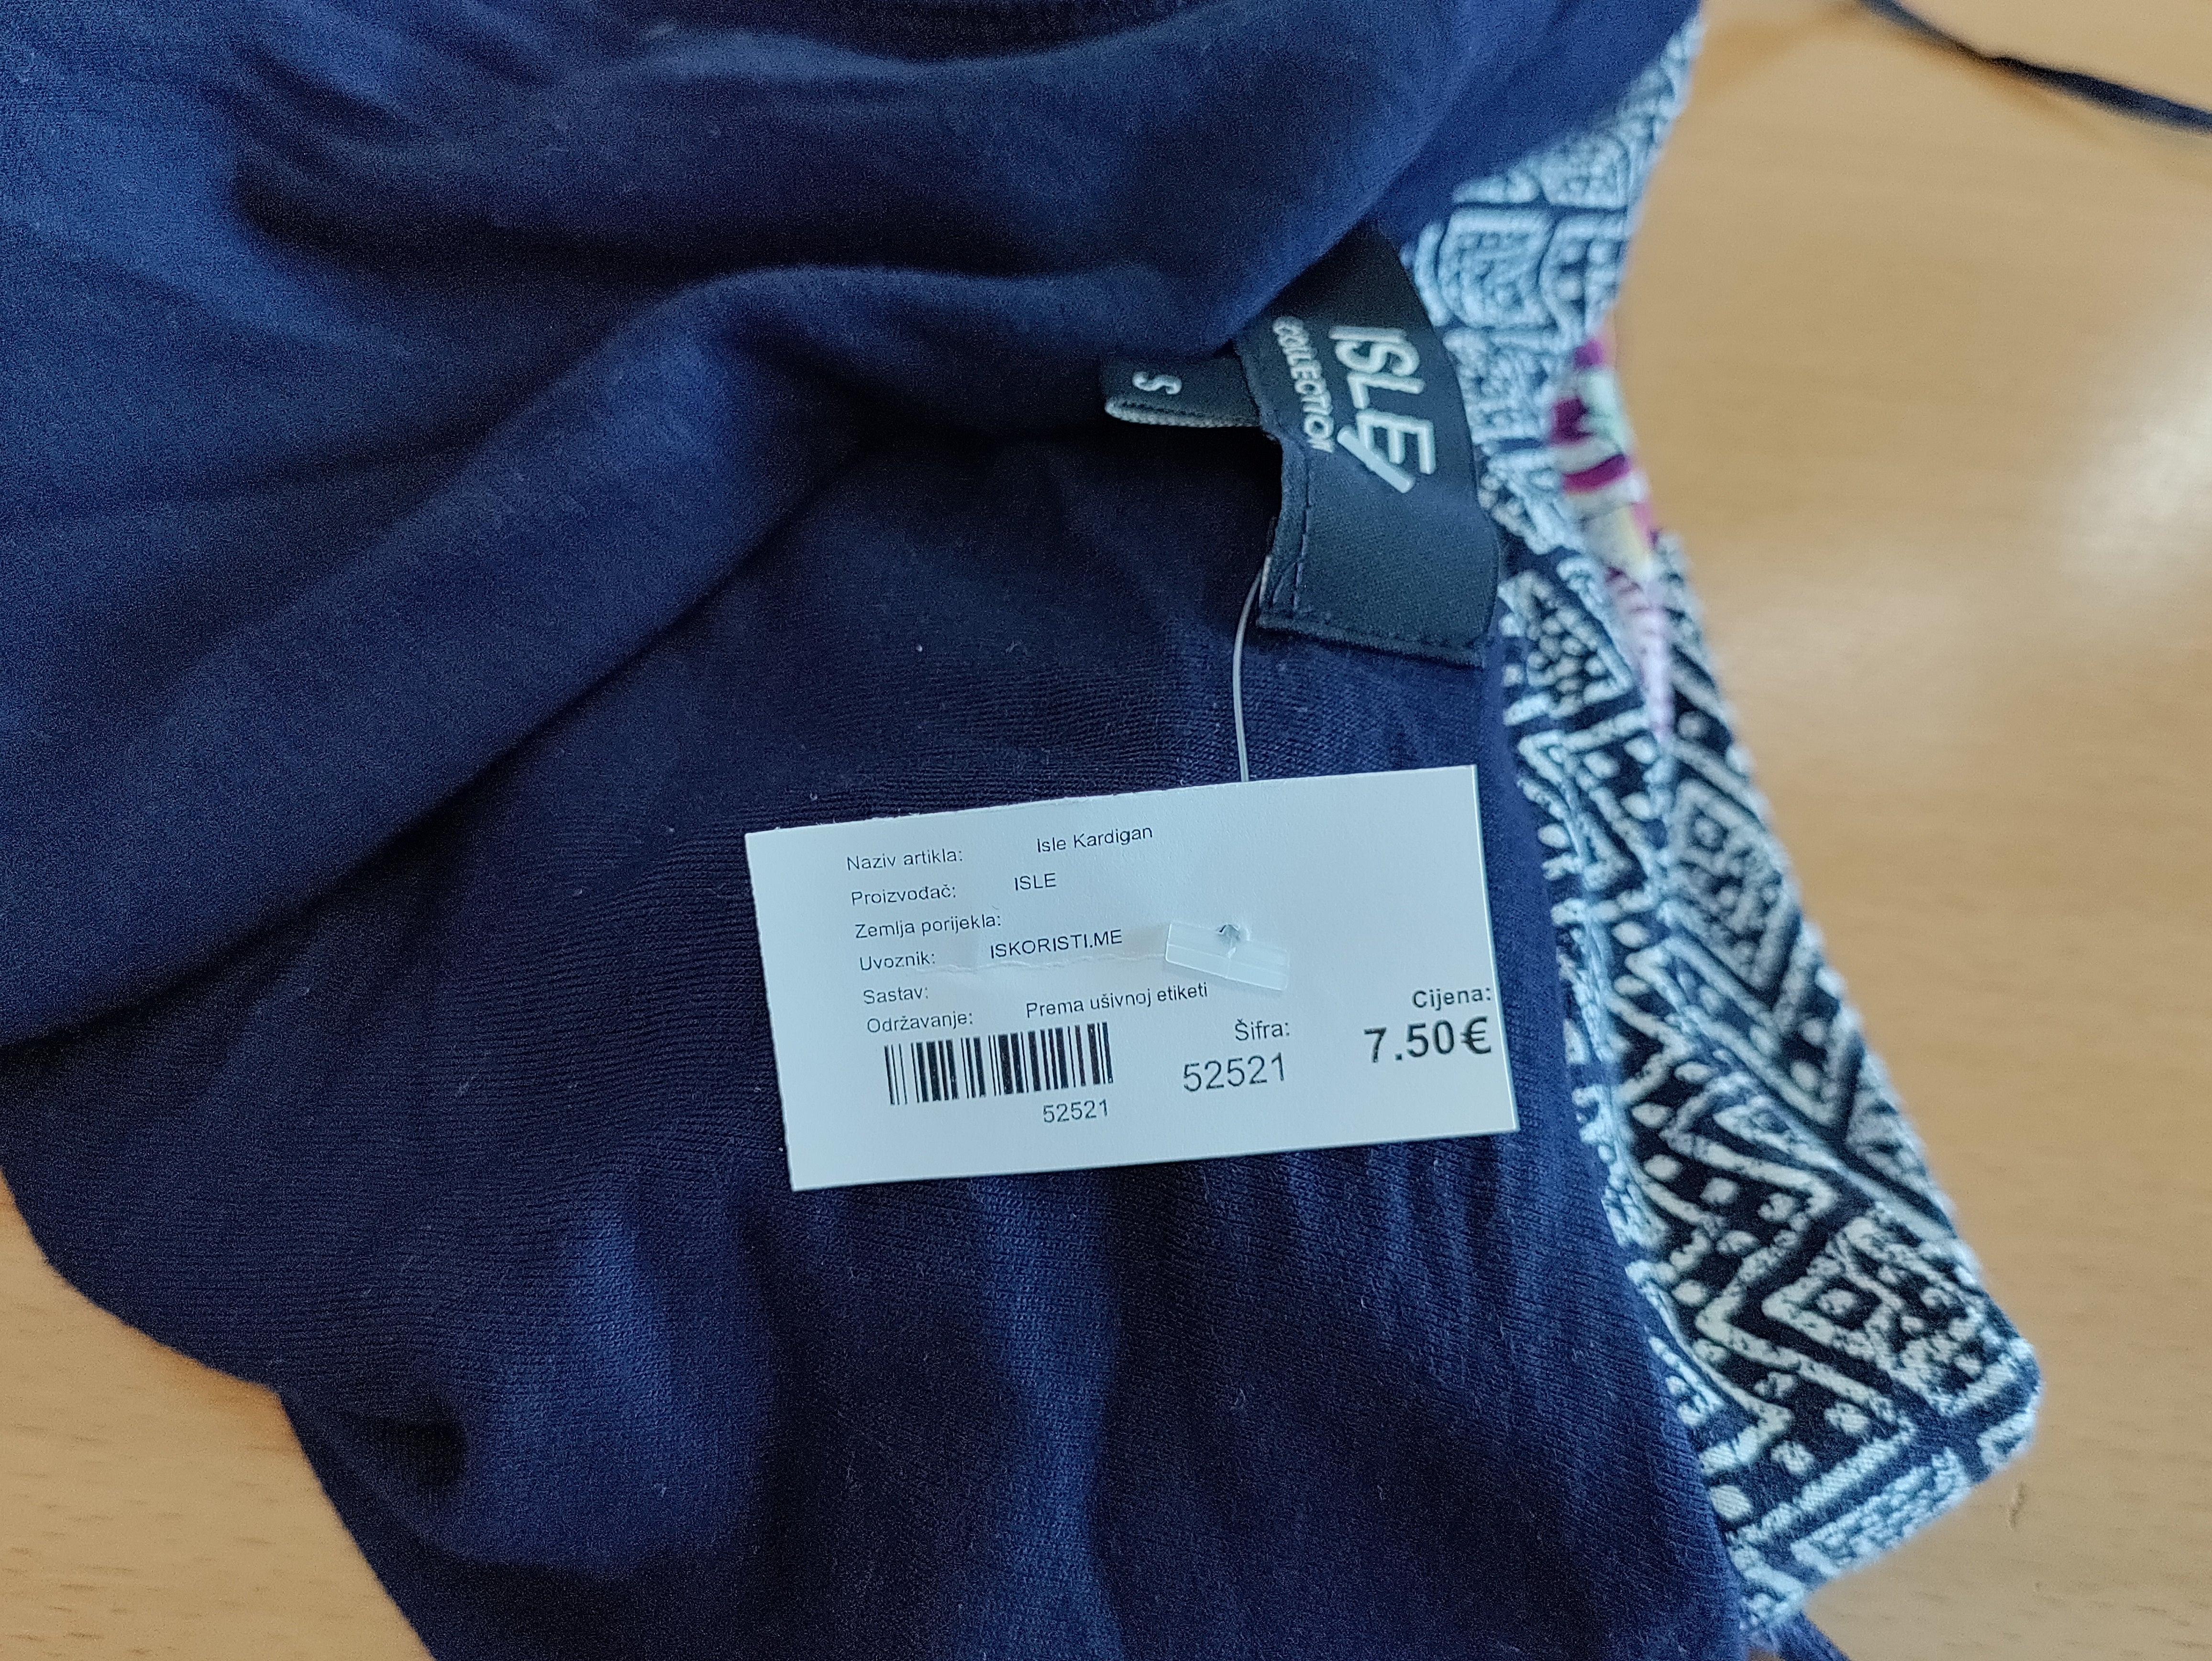 ISLE
COLLECTION
S
Naziv artikla: Isle Kardigan
Proizvođač: ISLE
Zemlja porijekla:
Uvoznik: ISKORISTI.ME
Sastav:
Održavanje: Prema ušivnoj etiketi
52521
Šifra:
52521
Cijena:
7.50€